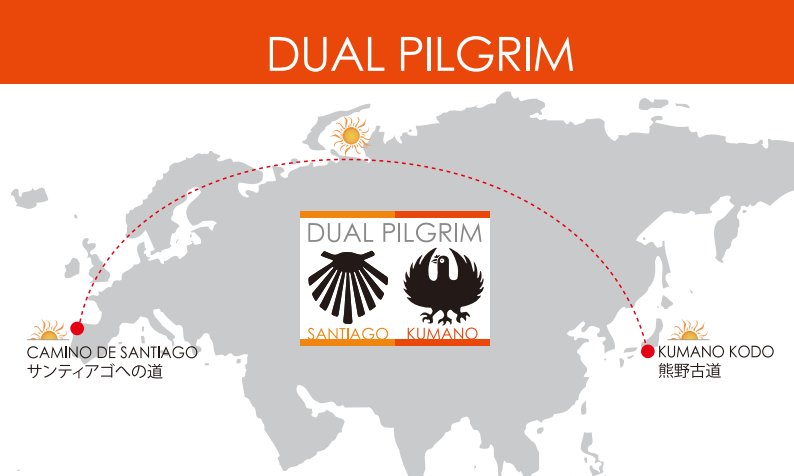 DUAL PILGRIM
DUAL PILGRIM
SANTIAGO KUMANO
CAMINO DE SANTIAGO
サンティアゴへの道
KUMANO KODO
熊野古道